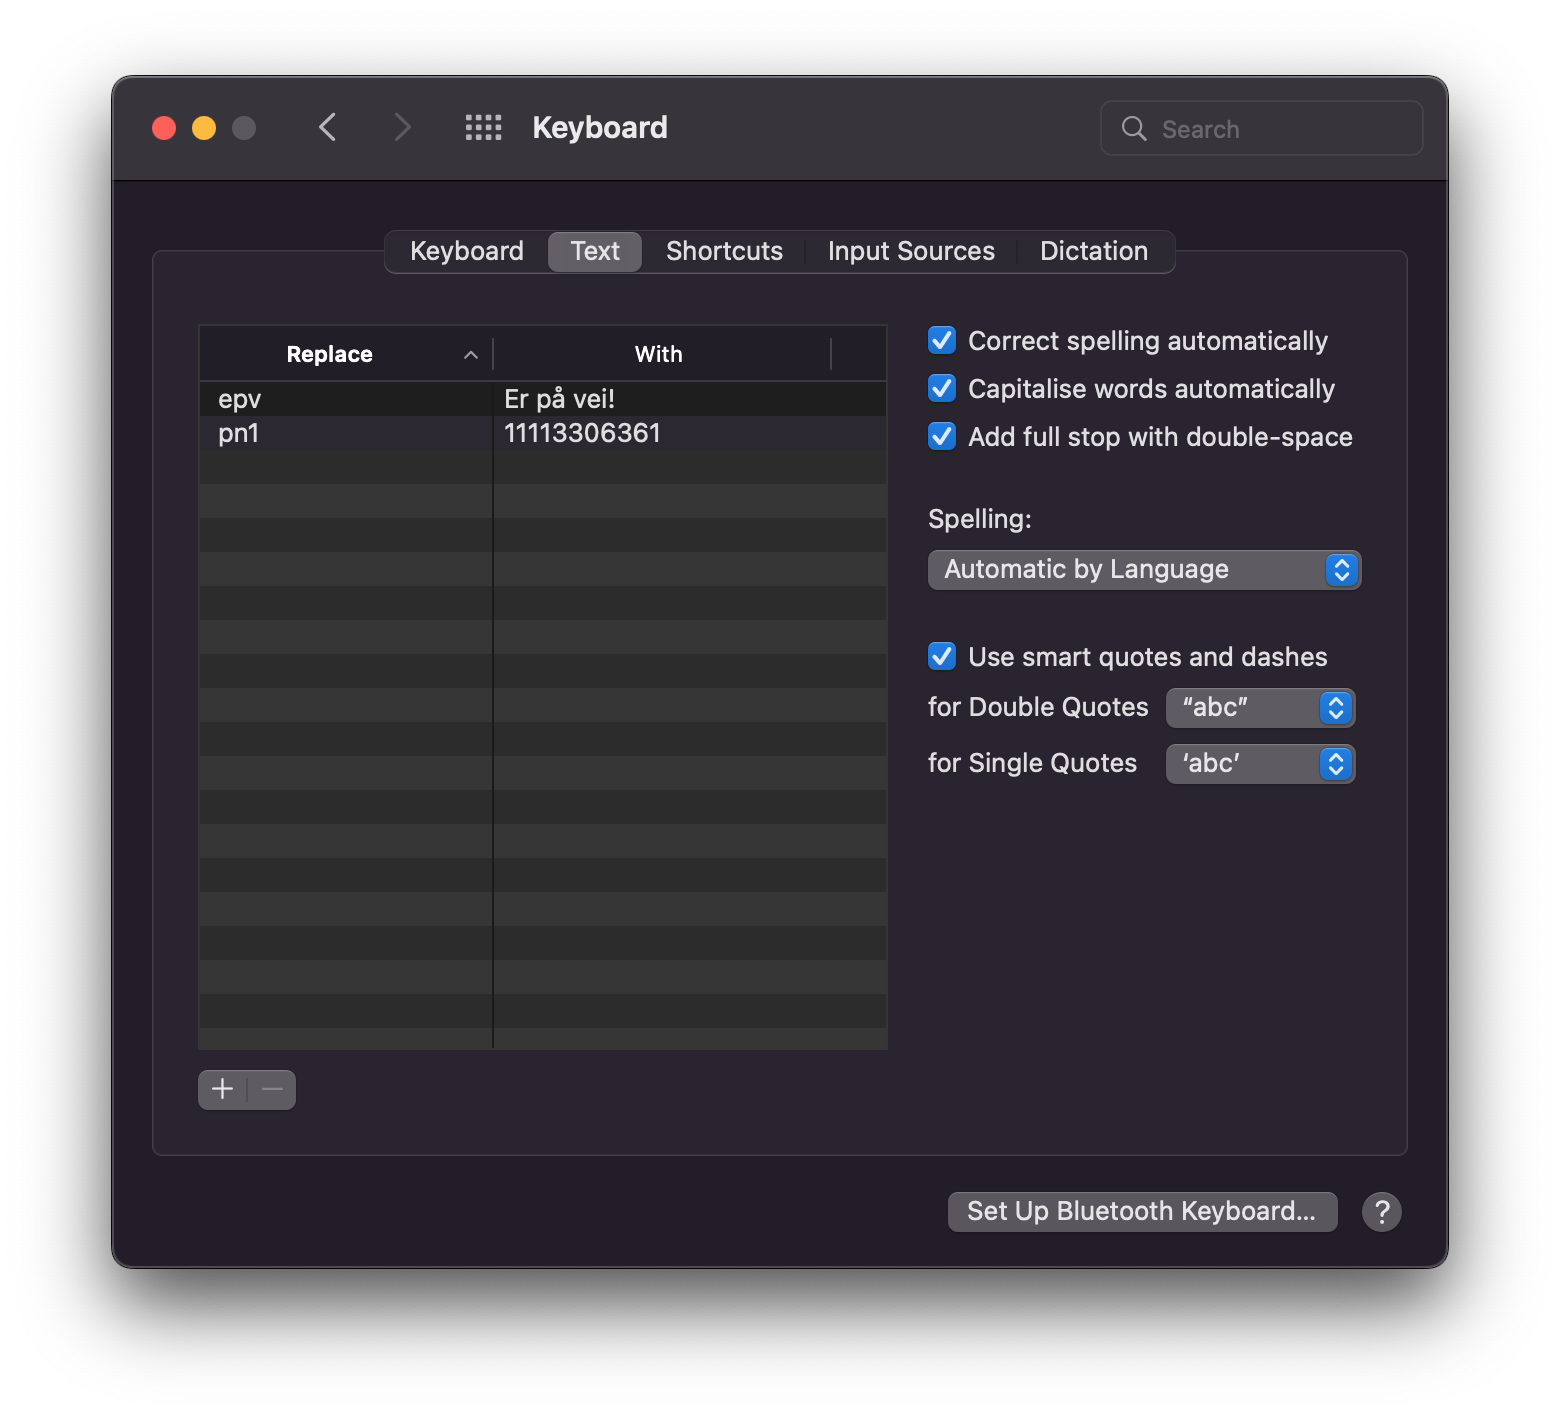 Keyboard
Search
Keyboard Text Shortcuts Input Sources Dictation
Replace With
epv Er på vei!
pn1 11113306361
Correct spelling automatically
Capitalise words automatically
Add full stop with double-space
Spelling:
Automatic by Language
Use smart quotes and dashes
for Double Quotes “abc”
for Single Quotes ‘abc’
Set Up Bluetooth Keyboard... ?